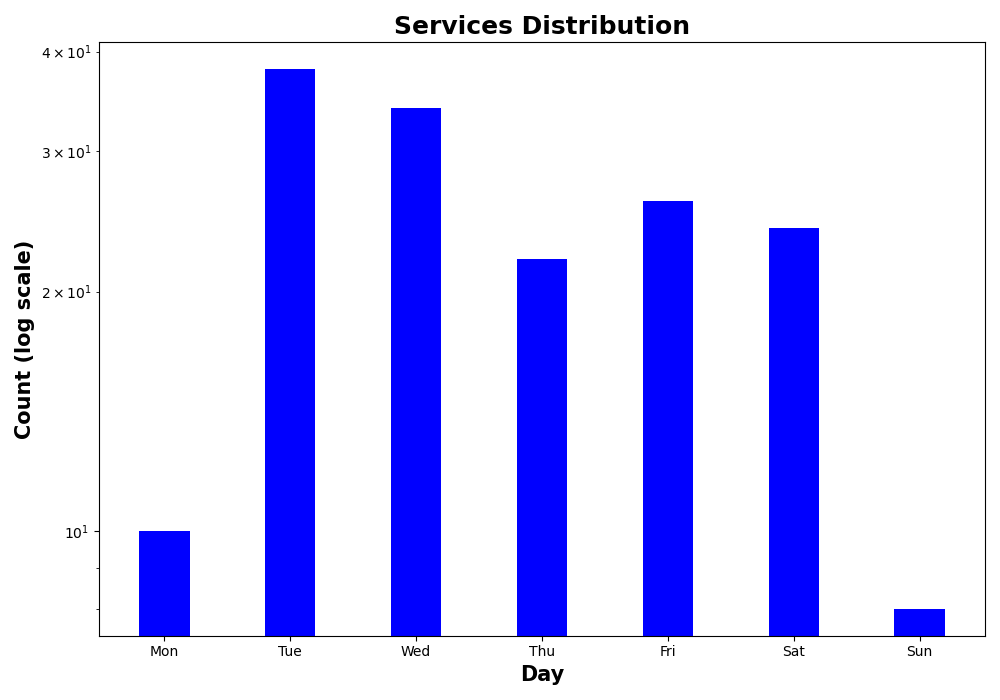 Services Distribution
Count (log scale)
4 × 10¹
3 × 10¹
2 × 10¹
10¹
Mon Tue Wed Thu Fri Sat Sun
Day